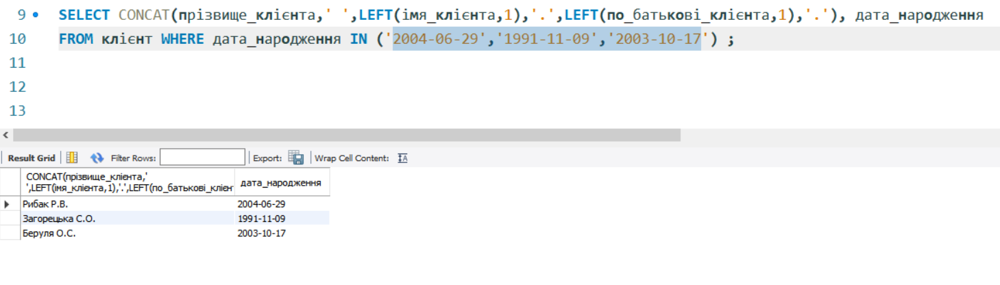 9 SELECT CONCAT(прізвище_клієнта,' ',LEFT(імя_клієнта,1),'.',LEFT(по_батькові_клієнта,1),'.'), дата_народження
10 FROM клієнт WHERE дата_народження IN ('2004-06-29','1991-11-09','2003-10-17') ;
11
12
13
Result Grid Filter Rows: Export: Wrap Cell Content:
CONCAT(прізвище_клієнта,' дата_народження
',LEFT(імя_клієнта,1),'.',LEFT(по_батькові_клієн
Рибак Р.В. 2004-06-29
Загорецька С.О. 1991-11-09
Беруля О.С. 2003-10-17